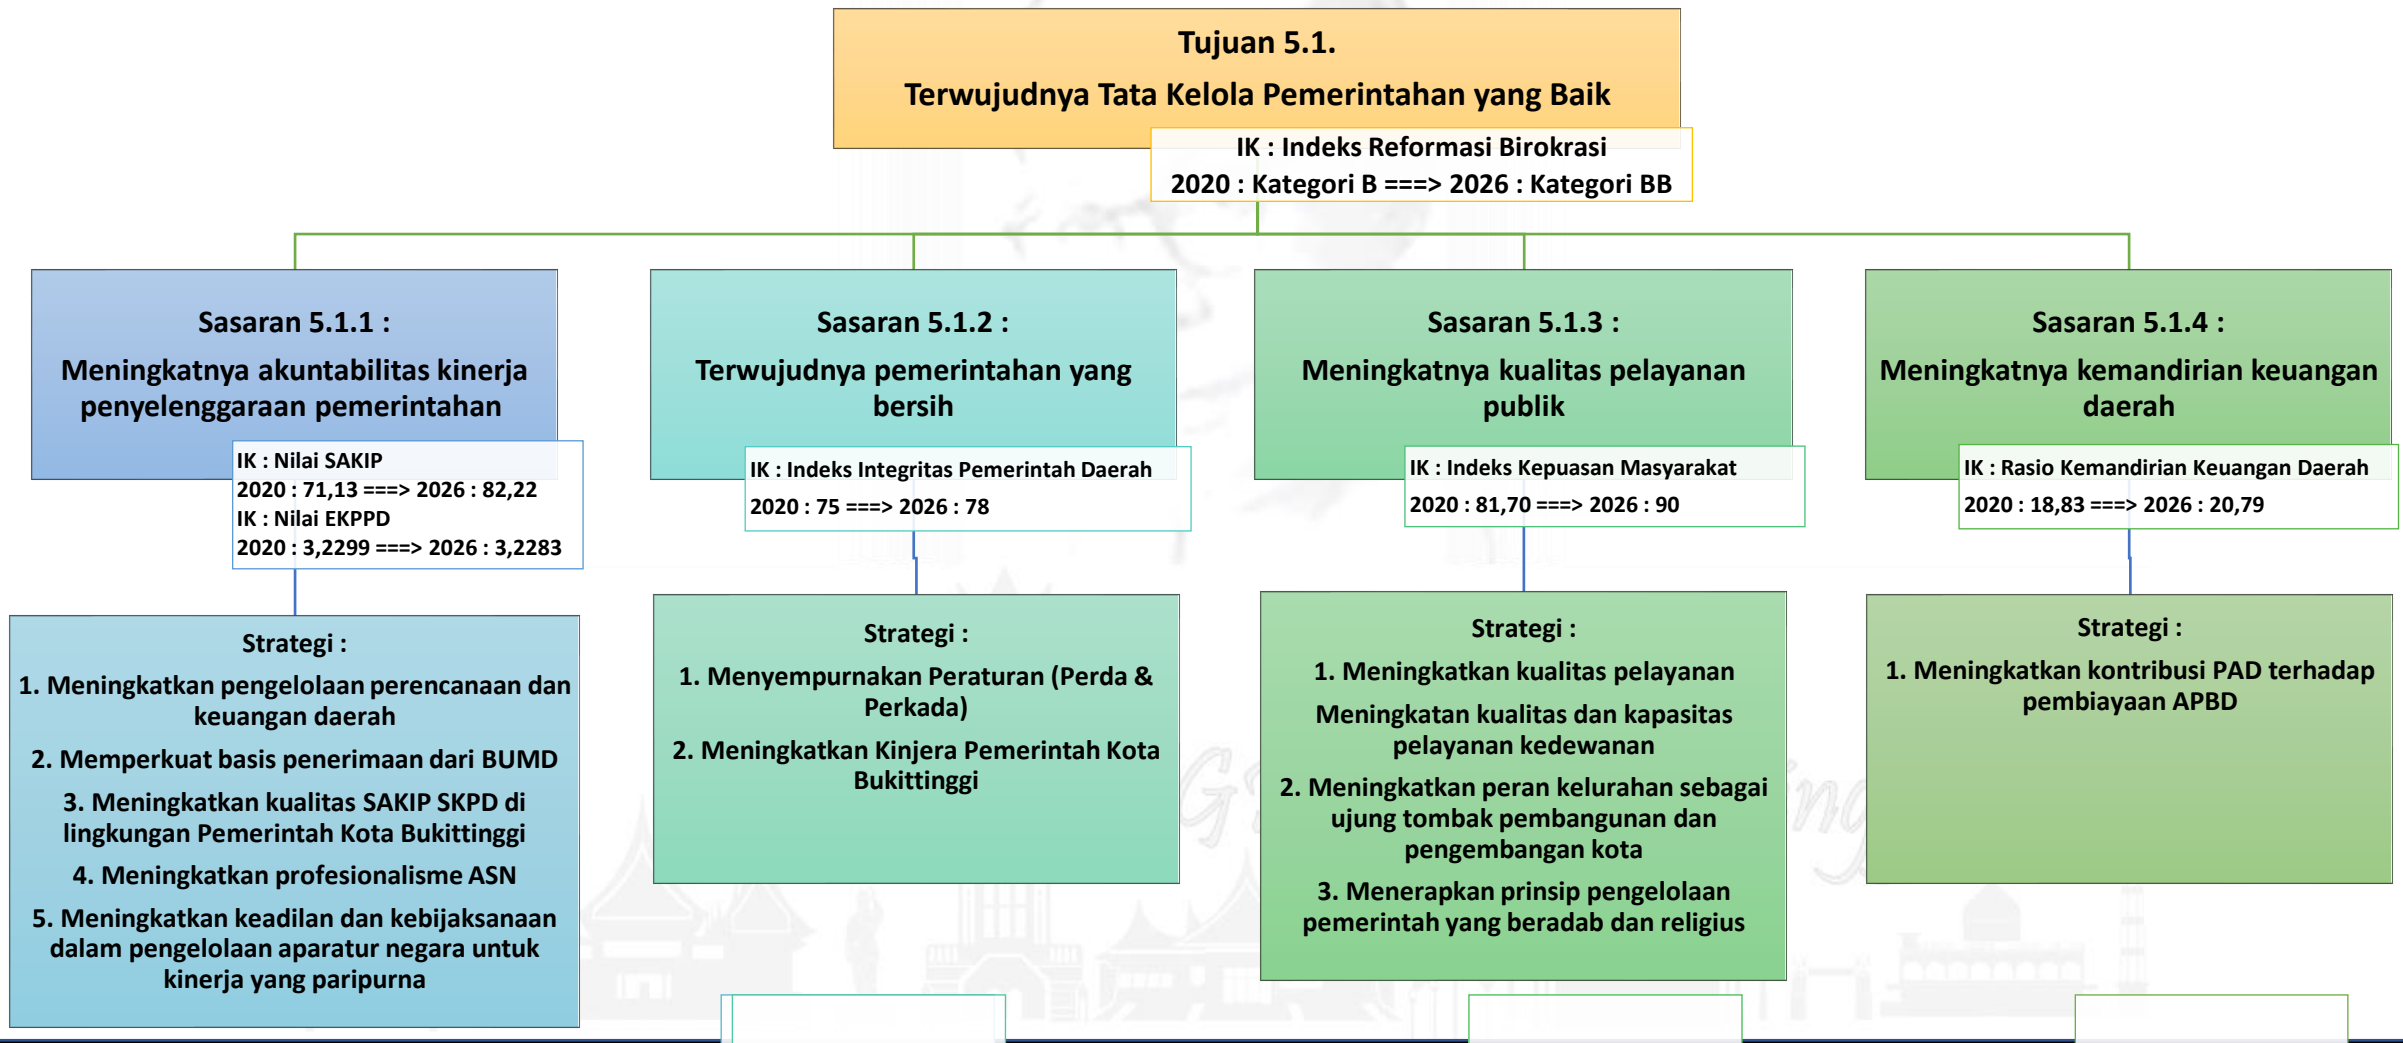 Tujuan 5.1.
Terwujudnya Tata Kelola Pemerintahan yang Baik
IK : Indeks Reformasi Birokrasi
2020 : Kategori B ===> 2026 : Kategori BB
Sasaran 5.1.1 :
Meningkatnya akuntabilitas kinerja
penyelenggaraan pemerintahan
IK : Nilai SAKIP
2020 : 71,13 ===> 2026 : 82,22
IK : Nilai EKPPD
2020 : 3,2299 ===> 2026 : 3,2283
Strategi :
1. Meningkatkan pengelolaan perencanaan dan
keuangan daerah
2. Memperkuat basis penerimaan dari BUMD
3. Meningkatkan kualitas SAKIP SKPD di
lingkungan Pemerintah Kota Bukittinggi
4. Meningkatkan profesionalisme ASN
5. Meningkatkan keadilan dan kebijaksanaan
dalam pengelolaan aparatur negara untuk
kinerja yang paripurna
Sasaran 5.1.2 :
Terwujudnya pemerintahan yang
bersih
IK : Indeks Integritas Pemerintah Daerah
2020 : 75 ===> 2026 : 78
Strategi :
1. Menyempurnakan Peraturan (Perda &
Perkada)
2. Meningkatkan Kinjera Pemerintah Kota
Bukittinggi
Sasaran 5.1.3 :
Meningkatnya kualitas pelayanan
publik
IK : Indeks Kepuasan Masyarakat
2020 : 81,70 ===> 2026 : 90
Strategi :
1. Meningkatkan kualitas pelayanan
Meningkatan kualitas dan kapasitas
pelayanan kedewanan
2. Meningkatkan peran kelurahan sebagai
ujung tombak pembangunan dan
pengembangan kota
3. Menerapkan prinsip pengelolaan
pemerintah yang beradab dan religius
Sasaran 5.1.4 :
Meningkatnya kemandirian keuangan
daerah
IK : Rasio Kemandirian Keuangan Daerah
2020 : 18,83 ===> 2026 : 20,79
Strategi :
1. Meningkatkan kontribusi PAD terhadap
pembiayaan APBD